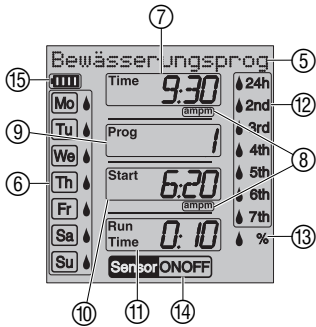 ⑦
Bewässerungsprog ⑤
⑮ Time 9:30 24h
ampm
Mo 2nd ⑫
⑨ Tu Prog 1 3rd
We 4th ⑧
⑥ Th Start 6:20 5th
ampm
Fr 6th
7th
Sa Run Time 0:10 % ⑬
Su Sensor ONOFF
⑩ ⑪ ⑭